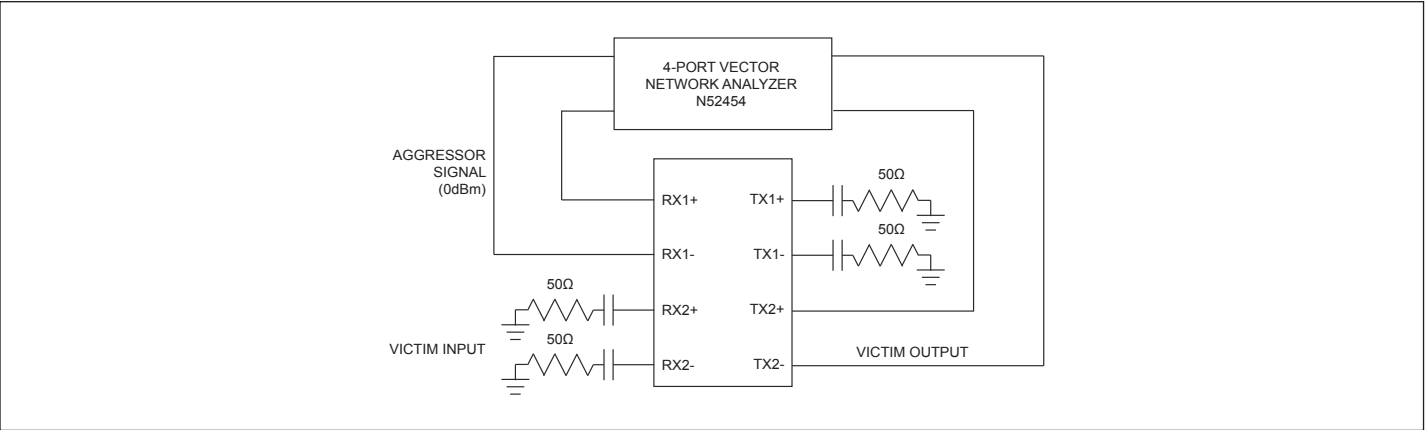 4-PORT VECTOR
NETWORK ANALYZER
N52454
AGGRESSOR
SIGNAL
(0dBm)
RX1+
TX1+
50Ω
RX1-
TX1-
50Ω
50Ω
RX2+
TX2+
VICTIM INPUT
50Ω
RX2-
TX2-
VICTIM OUTPUT